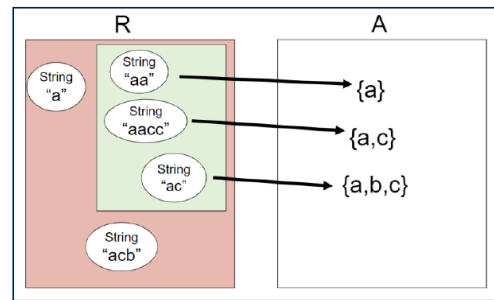 R
A
String
“a”
String
“aa”
{a}
String
“aacc”
{a,c}
String
“ac”
{a,b,c}
String
“acb”